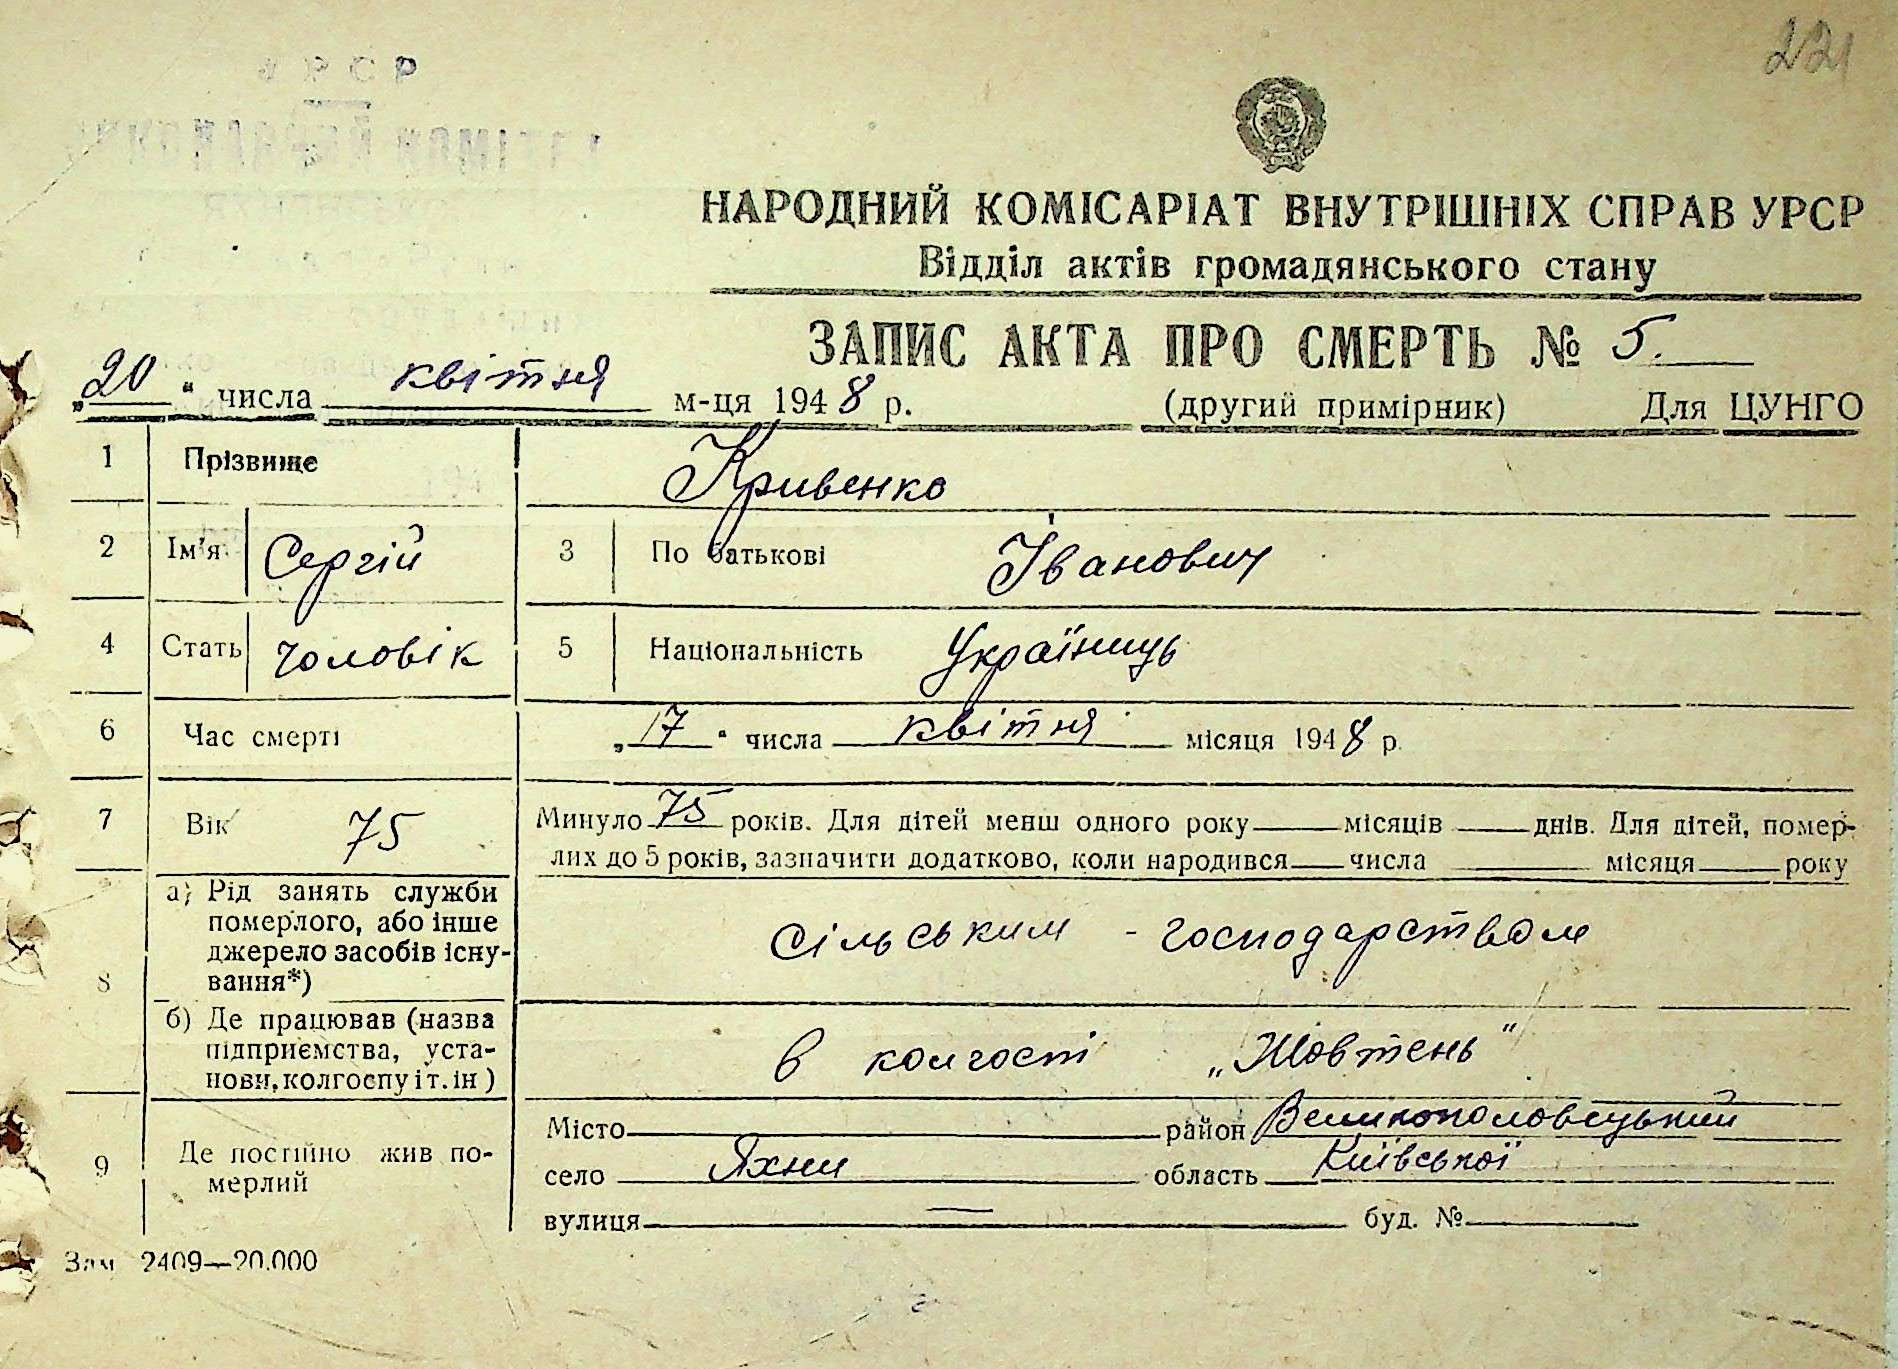 221
НАРОДНИЙ КОМІСАРІАТ ВНУТРІШНІХ СПРАВ УРСР
Відділ актів громадянського стану
ЗАПИС АКТА ПРО СМЕРТЬ № 5.
„20" числа квітня м-ця 1948 р. (другий примірник) Для ЦУНГО
1 Прізвище Кривенко
2 Ім'я Сергій 3 По батькові Іванович
4 Стать чоловік 5 Національність Україниць
6 Час смерті „17" числа квітня місяця 1948 р.
7 Вік 75 Минуло 75 років. Для дітей менш одного року місяців днів. Для дітей, помер-
лих до 5 років, зазначити додатково, коли народився числа місяця року
8 а) Рід занять служби
померлого, або інше
джерело засобів існу-
вання*)
сільським - господарством
б) Де працював (назва
підприємства, уста-
нови, колгоспу і т. ін)
в колгості „Жовтень"
9 Де постійно жив по-
мерлий
Місто район Великополовецький
село Яхни область Київської
вулиця — буд. №
Зам 2409—20.000